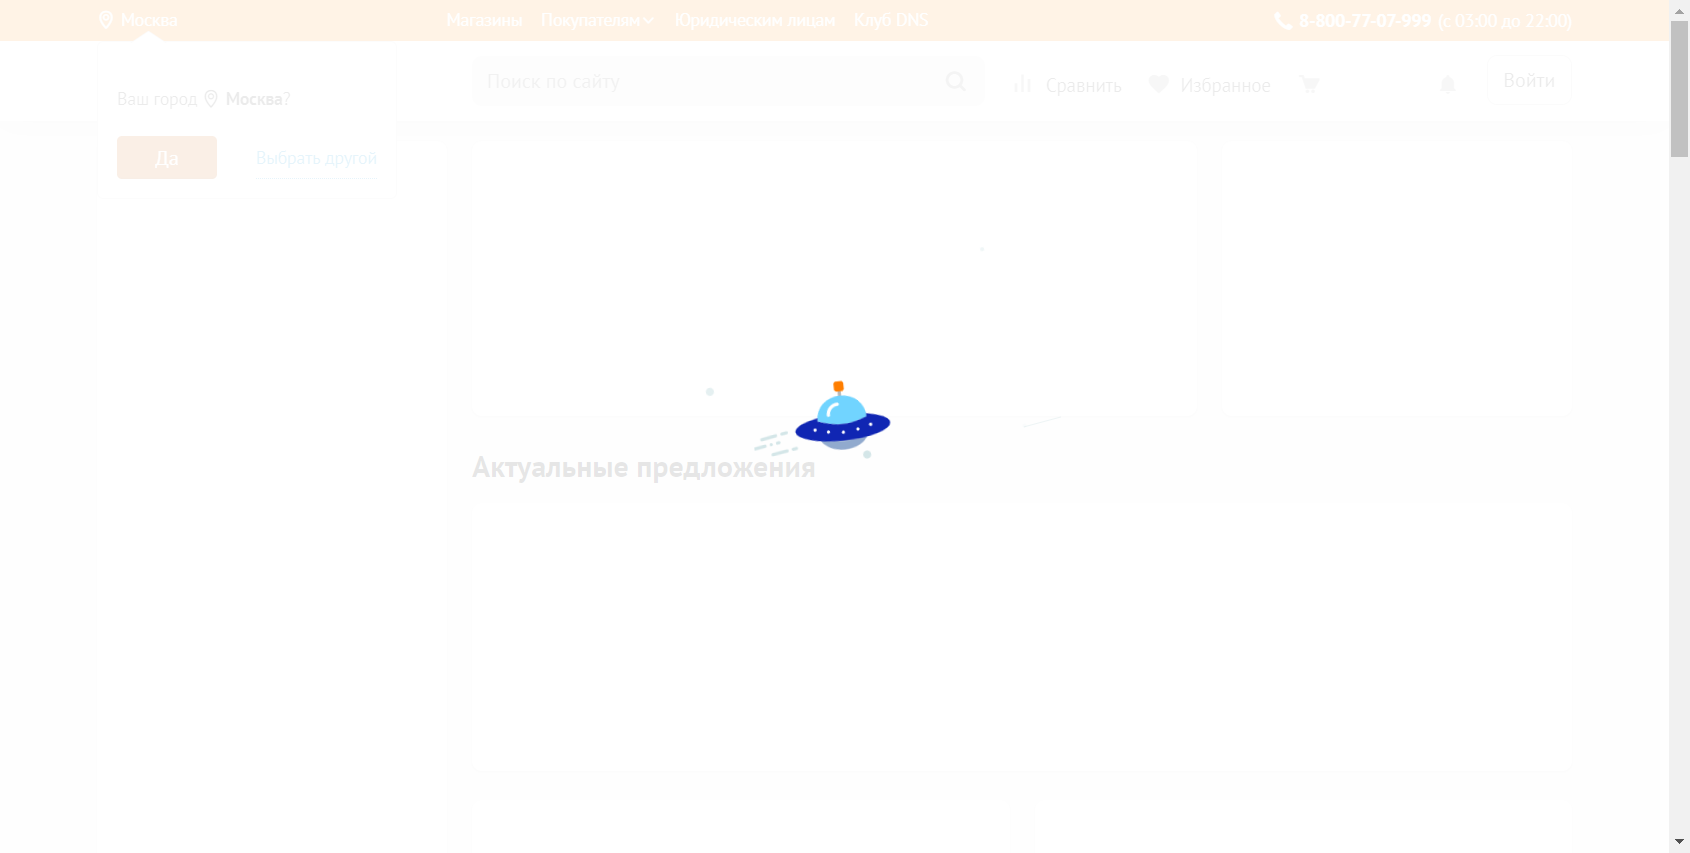 Москва Магазины Покупателям Юридическим лицам Клуб DNS 8-800-77-07-999 (с 03:00 до 22:00)
Поиск по сайту Сравнить Избранное Войти
Ваш город Москва?
Да Выбрать другой
Актуальные предложения